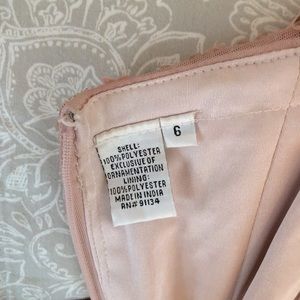 6
SHELL:
100% POLYESTER
EXCLUSIVE OF
ORNAMENTATION
LINING:
100% POLYESTER
MADE IN INDIA
RN# 91134